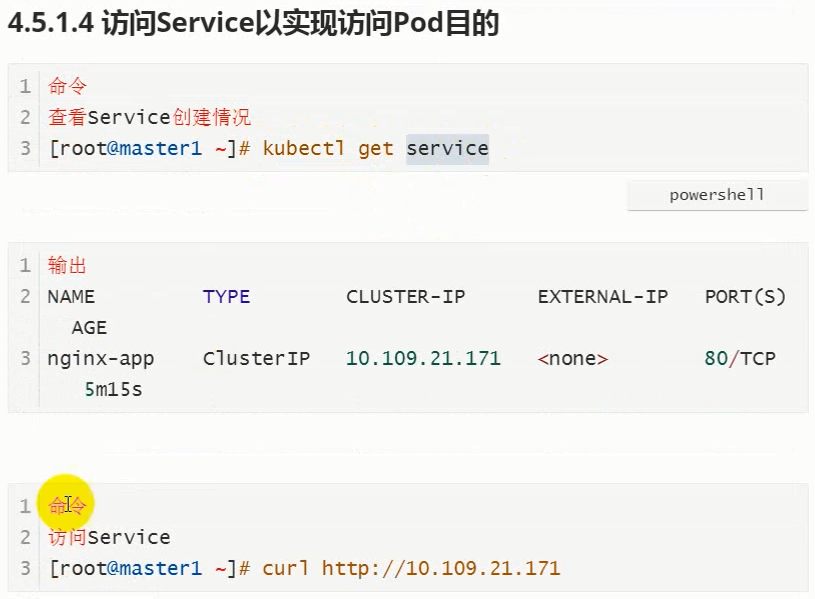 4.5.1.4 访问Service以实现访问Pod目的
1 命令
2 查看Service创建情况
3 [root@master1 ~]# kubectl get service
powershell
1 输出
2 NAME TYPE CLUSTER-IP EXTERNAL-IP PORT(S)
AGE
3 nginx-app ClusterIP 10.109.21.171 <none> 80/TCP
5m15s
1 命令
2 访问Service
3 [root@master1 ~]# curl http://10.109.21.171